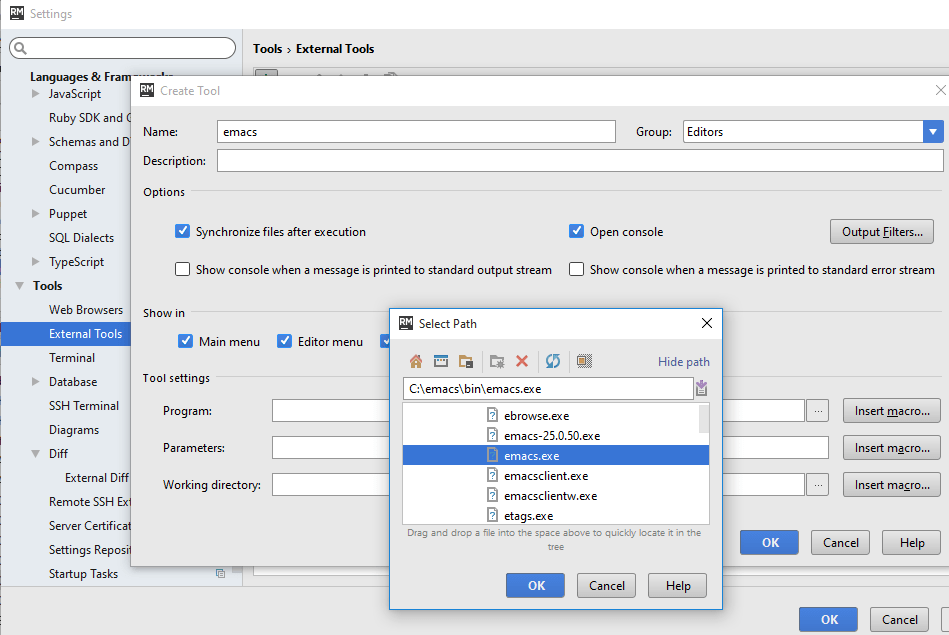 RM Settings
Tools › External Tools
Languages & Frameworks
JavaScript
Ruby SDK and
Schemas and
Compass
Cucumber
Puppet
SQL Dialects
TypeScript
Tools
Web Browsers
External Tools
Terminal
Database
SSH Terminal
Diagrams
Diff
External Diff
Remote SSH
Server
Settings
Startup Tasks
RM Create Tool
Name: emacs Group: Editors
Description:
Options
Synchronize files after execution Open console Output Filters...
Show console when a message is printed to standard output stream Show console when a message is printed to standard error stream
Show in
Main menu Editor menu
Tool settings
Program: ... Insert macro...
Parameters: Insert macro...
Working directory: ... Insert macro...
OK Cancel Help
RM Select Path
Hide path
C:\emacs\bin\emacs.exe
ebrowse.exe
emacs-25.0.50.exe
emacs.exe
emacsclient.exe
emacsclientw.exe
etags.exe
Drag and drop a file into the space above to quickly locate it in the
tree
OK Cancel Help
OK Cancel